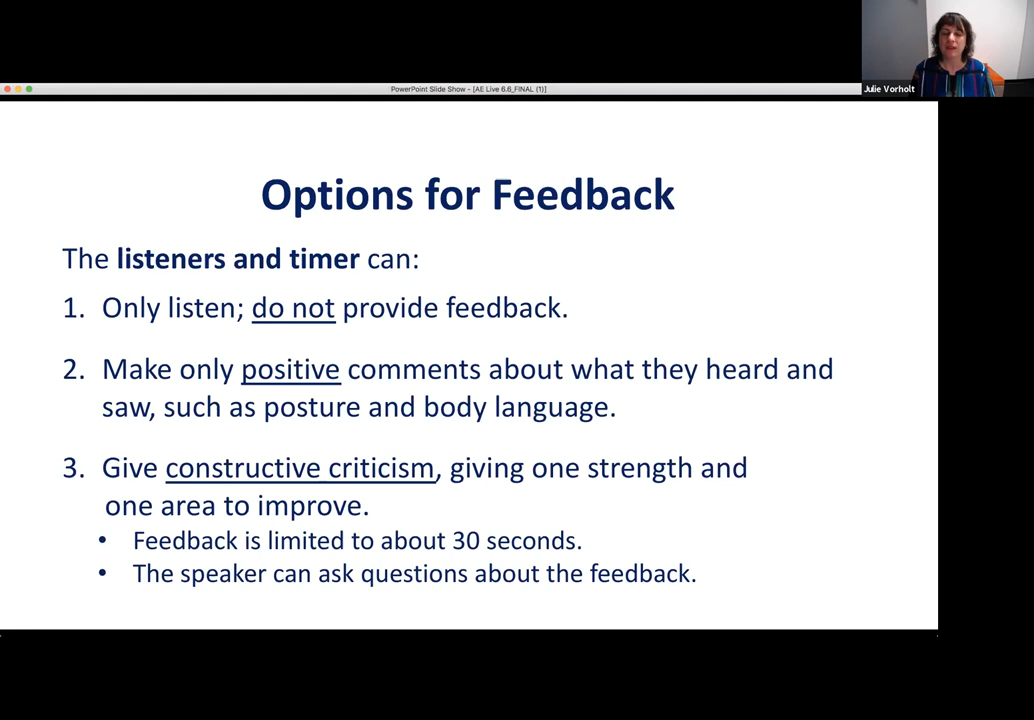 Julie Vorholt
PowerPoint Slide Show - [AE Live 6.6_FINAL (1)]
Options for Feedback
The listeners and timer can:
1. Only listen; do not provide feedback.
2. Make only positive comments about what they heard and
saw, such as posture and body language.
3. Give constructive criticism, giving one strength and
one area to improve.
• Feedback is limited to about 30 seconds.
• The speaker can ask questions about the feedback.